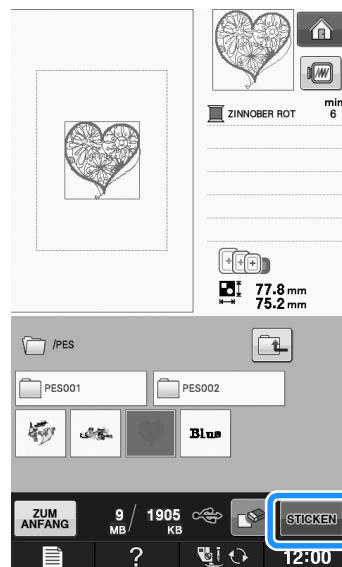 ZINNOBER ROT
min
6
77.8 mm
75.2 mm
/PES
PES001
PES002
Blue
ZUM
ANFANG
9
MB
/
1905
KB
STICKEN
?
12:00